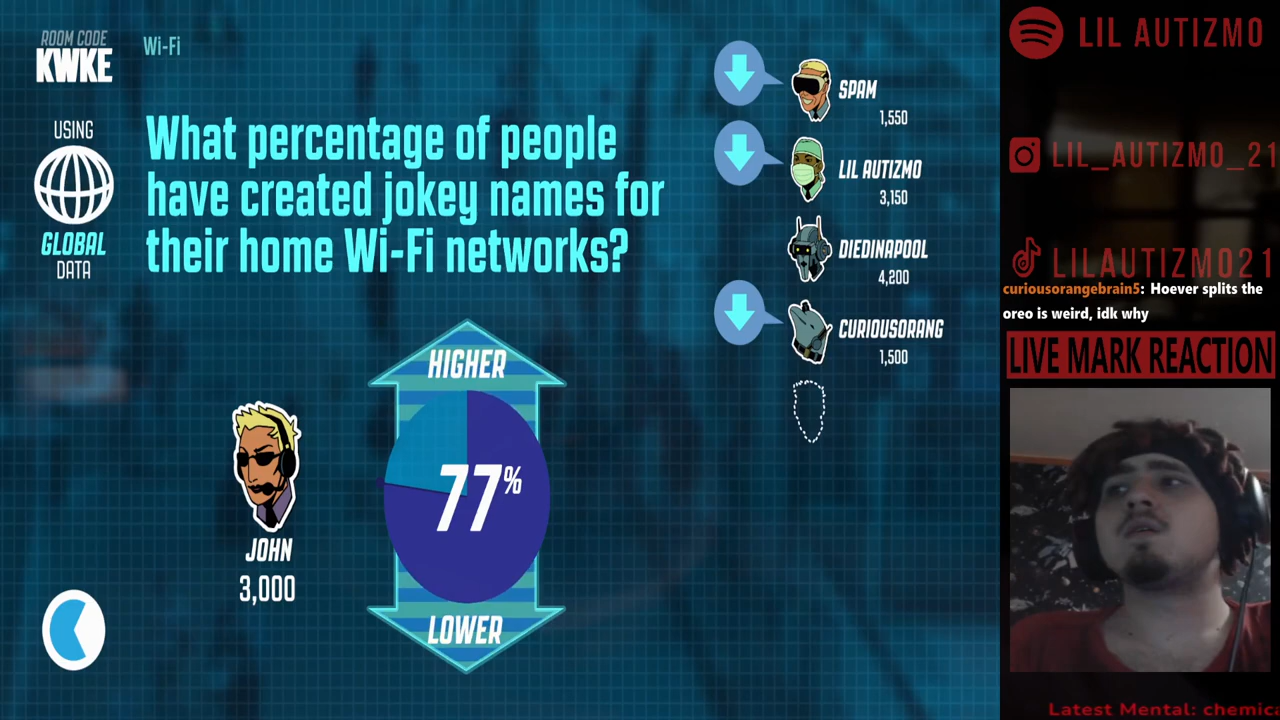 ROOM CODE
KWKE
Wi-Fi
USING
GLOBAL
DATA
What percentage of people
have created jokey names for
their home Wi-Fi networks?
SPAM
1,550
LIL AUTIZMO
3,150
DIEDINAPOOL
4,200
CURIOUSORANG
1,500
HIGHER
77%
LOWER
JOHN
3,000
LIL AUTIZMO
LIL_AUTIZMO_21
LILAUTIZMO21
curiousorangebrain5: Hoever splits the
oreo is weird, idk why
LIVE MARK REACTION
Latest Mental: chemica